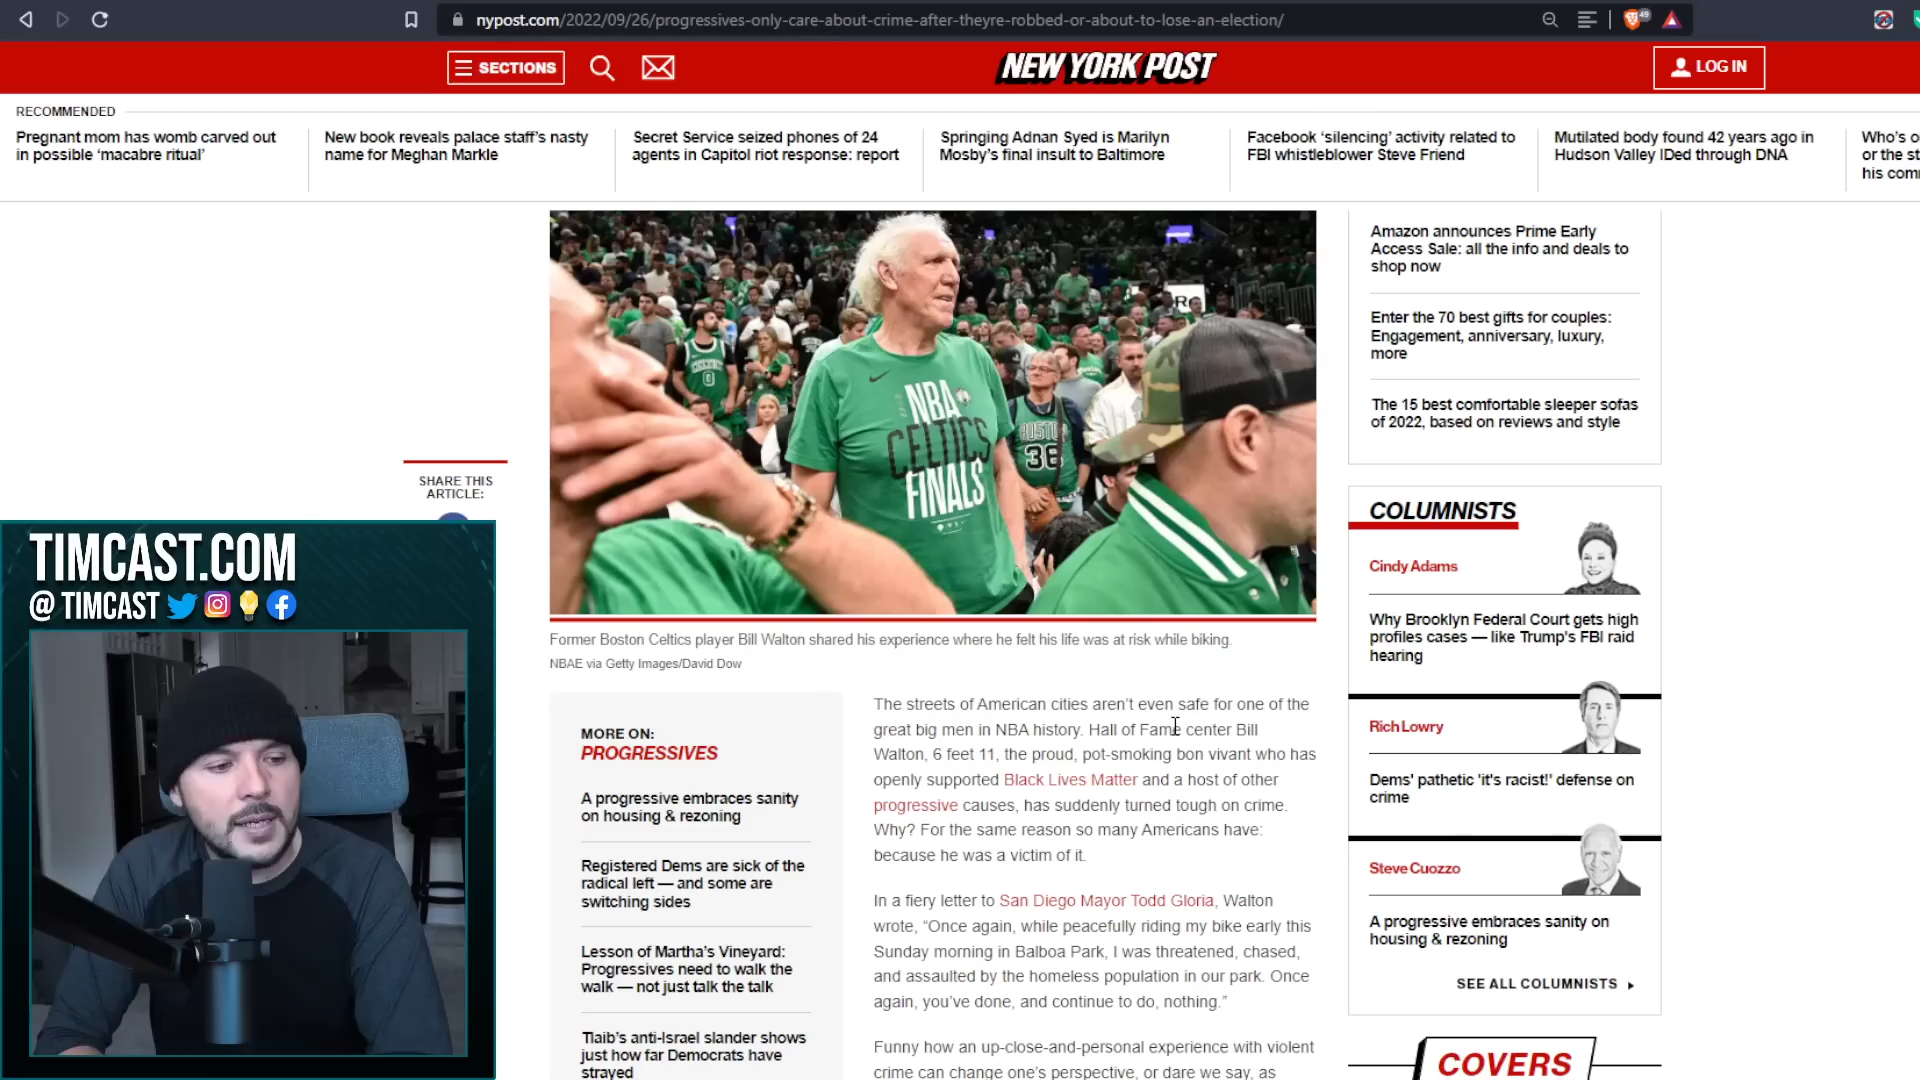 nypost.com/2022/09/26/progressives-only-care-about-crime-after-theyre-robbed-or-about-to-lose-an-election/
49
SECTIONS
NEW YORK POST
LOG IN
RECOMMENDED
Pregnant mom has womb carved out
in possible ‘macabre ritual’
New book reveals palace staff’s nasty
name for Meghan Markle
Secret Service seized phones of 24
agents in Capitol riot response: report
Springing Adnan Syed is Marilyn
Mosby’s final insult to Baltimore
Facebook ‘silencing’ activity related to
FBI whistleblower Steve Friend
Mutilated body found 42 years ago in
Hudson Valley IDed through DNA
Who’s o
or the st
his com
NBA
CELTICS
FINALS
BOSTON
36
SHARE THIS
ARTICLE:
Former Boston Celtics player Bill Walton shared his experience where he felt his life was at risk while biking.
NBAE via Getty Images/David Dow
MORE ON:
PROGRESSIVES
A progressive embraces sanity
on housing & rezoning
Registered Dems are sick of the
radical left — and some are
switching sides
Lesson of Martha’s Vineyard:
Progressives need to walk the
walk — not just talk the talk
Tlaib’s anti-Israel slander shows
just how far Democrats have
strayed
The streets of American cities aren’t even safe for one of the
great big men in NBA history. Hall of Fame center Bill
Walton, 6 feet 11, the proud, pot-smoking bon vivant who has
openly supported Black Lives Matter and a host of other
progressive causes, has suddenly turned tough on crime.
Why? For the same reason so many Americans have:
because he was a victim of it.
In a fiery letter to San Diego Mayor Todd Gloria, Walton
wrote, “Once again, while peacefully riding my bike early this
Sunday morning in Balboa Park, I was threatened, chased,
and assaulted by the homeless population in our park. Once
again, you’ve done, and continue to do, nothing.”
Funny how an up-close-and-personal experience with violent
crime can change one’s perspective, or dare we say, as
Amazon announces Prime Early
Access Sale: all the info and deals to
shop now
Enter the 70 best gifts for couples:
Engagement, anniversary, luxury,
more
The 15 best comfortable sleeper sofas
of 2022, based on reviews and style
COLUMNISTS
Cindy Adams
Why Brooklyn Federal Court gets high
profiles cases — like Trump's FBI raid
hearing
Rich Lowry
Dems' pathetic 'it's racist!' defense on
crime
Steve Cuozzo
A progressive embraces sanity on
housing & rezoning
SEE ALL COLUMNISTS
COVERS
TIMCAST.COM
@ TIMCAST